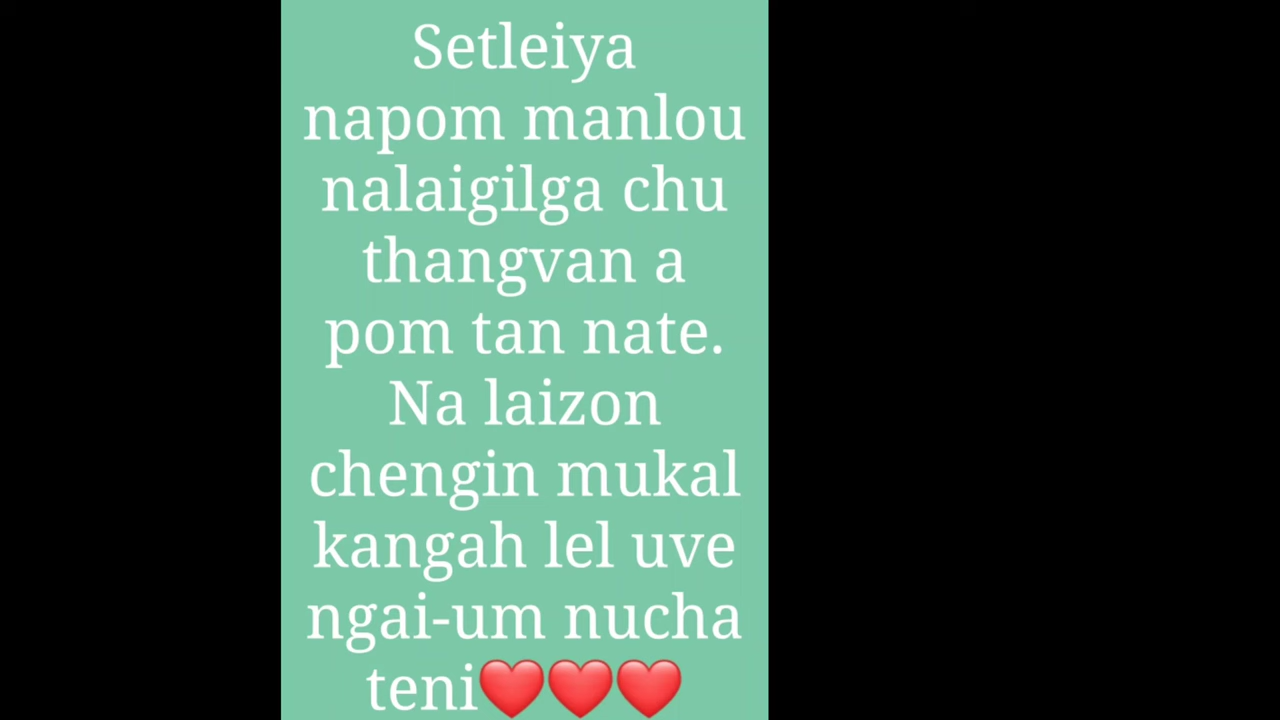 Setleiya
napom manlou
nalaigilga chu
thangvan a
pom tan nate.
Na laizon
chengin mukal
kangah lel uve
ngai-um nucha
teni❤️❤️❤️